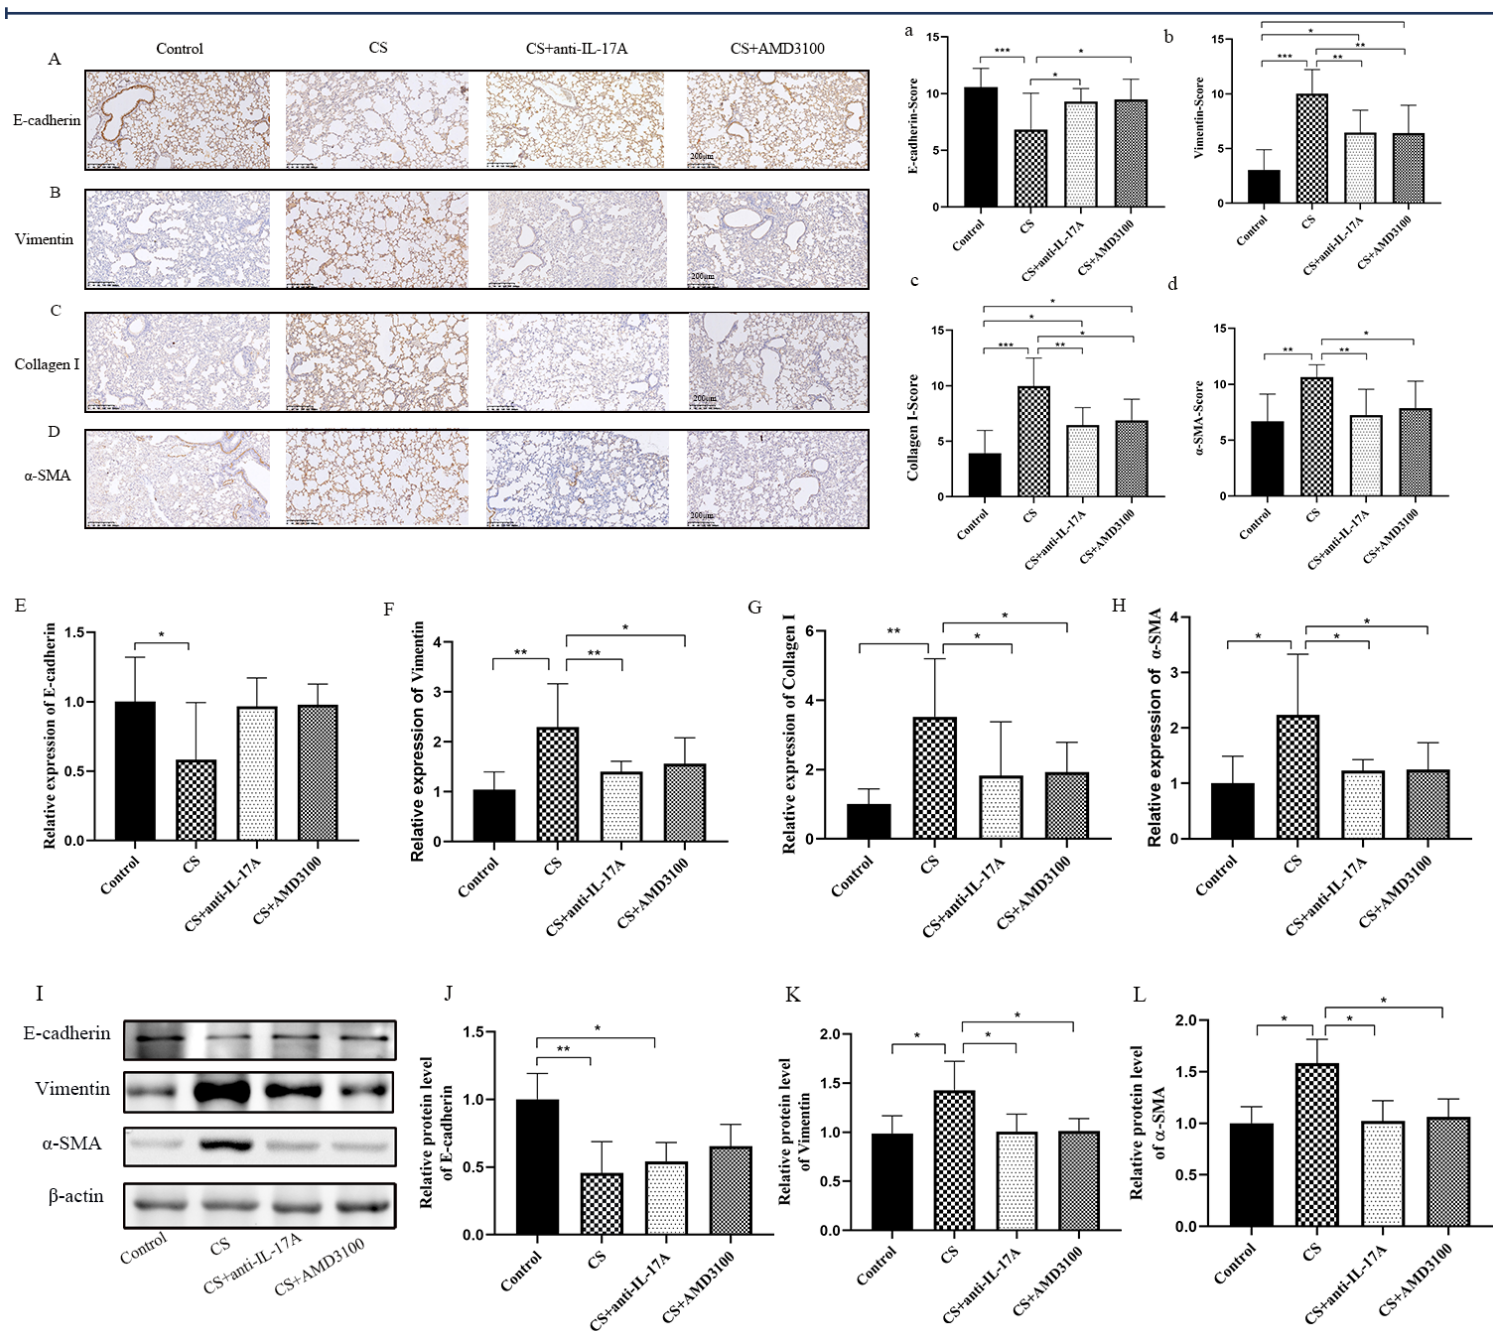 Control CS CS+anti-IL-17A CS+AMD3100
A
E-cadherin
200μm
B
Vimentin
200μm
C
Collagen I
200μm
D
α-SMA
200μm
a
E-cadherin-Score
15
10
5
0
*** * *
Control CS CS+anti-IL-17A CS+AMD3100
b
Vimentin-Score
15
10
5
0
* ** *** **
Control CS CS+anti-IL-17A CS+AMD3100
c
Collagen I-Score
15
10
5
0
* * * *** **
Control CS CS+anti-IL-17A CS+AMD3100
d
α-SMA-Score
15
10
5
0
* ** **
Control CS CS+anti-IL-17A CS+AMD3100
E
Relative expression of E-cadherin
1.5
1.0
0.5
0.0
*
Control CS CS+anti-IL-17A CS+AMD3100
F
Relative expression of Vimentin
4
3
2
1
0
* ** **
Control CS CS+anti-IL-17A CS+AMD3100
G
Relative expression of Collagen I
6
4
2
0
* ** *
Control CS CS+anti-IL-17A CS+AMD3100
H
Relative expression of α-SMA
4
3
2
1
0
* * *
Control CS CS+anti-IL-17A CS+AMD3100
I
E-cadherin
Vimentin
α-SMA
β-actin
Control CS CS+anti-IL-17A CS+AMD3100
J
Relative protein level
of E-cadherin
1.5
1.0
0.5
0.0
* **
Control CS CS+anti-IL-17A CS+AMD3100
K
Relative protein level
of Vimentin
2.0
1.5
1.0
0.5
0.0
* * *
Control CS CS+anti-IL-17A CS+AMD3100
L
Relative protein level
of α-SMA
2.0
1.5
1.0
0.5
0.0
* * *
Control CS CS+anti-IL-17A CS+AMD3100